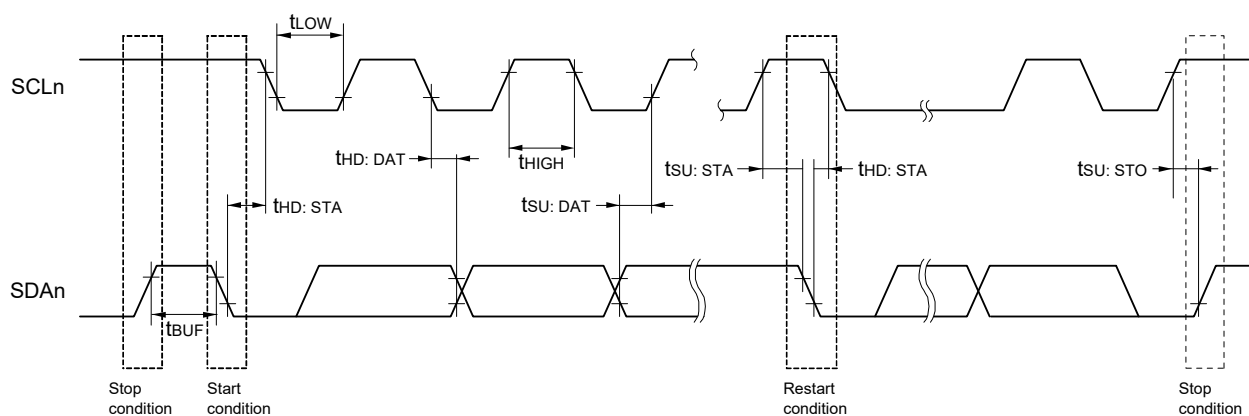 tLOW
SCLn
tHD: DAT
tHIGH
tSU: STA
tHD: STA
tSU: STO
tHD: STA
tSU: DAT
SDAn
tBUF
Stop
condition
Start
condition
Restart
condition
Stop
condition